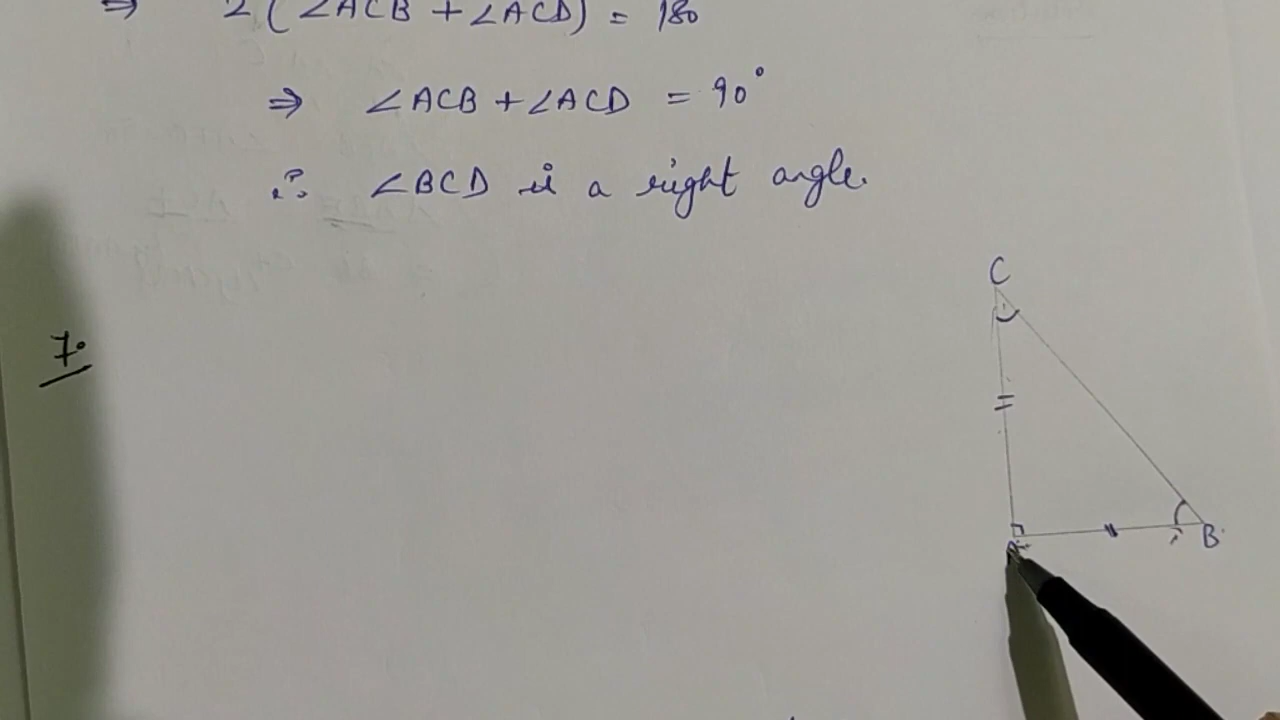 ⇒ 2 (∠ACB + ∠ACD) = 180
⇒ ∠ACB + ∠ACD = 90°
∴ ∠BCD is a right angle.
C
7.
A
B